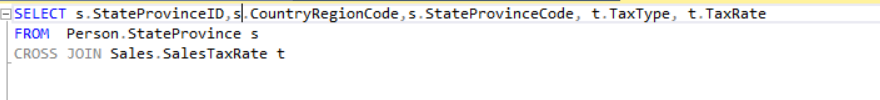 SELECT s.StateProvinceID,s.CountryRegionCode,s.StateProvinceCode, t.TaxType, t.TaxRate
FROM  Person.StateProvince s
CROSS JOIN Sales.SalesTaxRate t